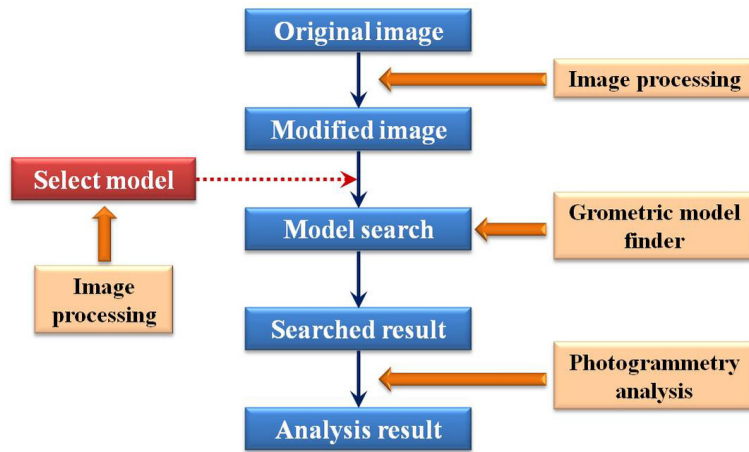 Original image
Image processing
Modified image
Select model
Model search
Grometric model
finder
Image
processing
Searched result
Photogrammetry
analysis
Analysis result